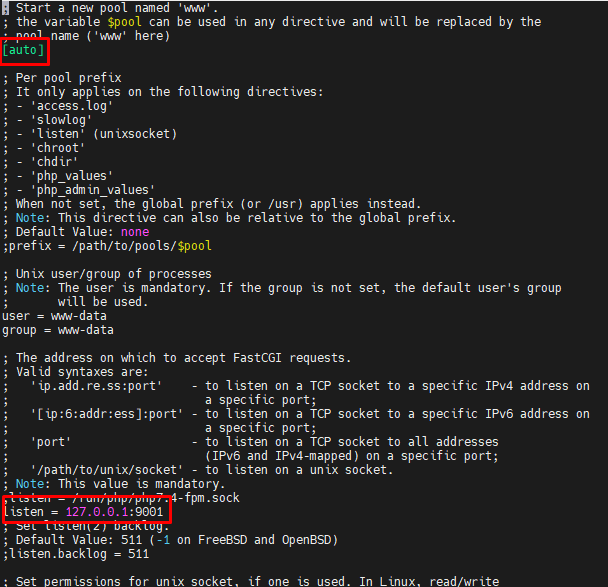 ; Start a new pool named 'www'.
; the variable $pool can be used in any directive and will be replaced by the
; pool name ('www' here)
[auto]
; Per pool prefix
; It only applies on the following directives:
; - 'access.log'
; - 'slowlog'
; - 'listen' (unixsocket)
; - 'chroot'
; - 'chdir'
; - 'php_values'
; - 'php_admin_values'
; When not set, the global prefix (or /usr) applies instead.
; Note: This directive can also be relative to the global prefix.
; Default Value: none
;prefix = /path/to/pools/$pool
; Unix user/group of processes
; Note: The user is mandatory. If the group is not set, the default user's group
;       will be used.
user = www-data
group = www-data
; The address on which to accept FastCGI requests.
; Valid syntaxes are:
;   'ip.add.re.ss:port'    - to listen on a TCP socket to a specific IPv4 address on
;                            a specific port;
;   '[ip:6:addr:ess]:port' - to listen on a TCP socket to a specific IPv6 address on
;                            a specific port;
;   'port'                 - to listen on a TCP socket to all addresses
;                            (IPv6 and IPv4-mapped) on a specific port;
;   '/path/to/unix/socket' - to listen on a unix socket.
; Note: This value is mandatory.
;listen = /run/php/php7.4-fpm.sock
listen = 127.0.0.1:9001
; Set listen(2) backlog.
; Default Value: 511 (-1 on FreeBSD and OpenBSD)
;listen.backlog = 511
; Set permissions for unix socket, if one is used. In Linux, read/write